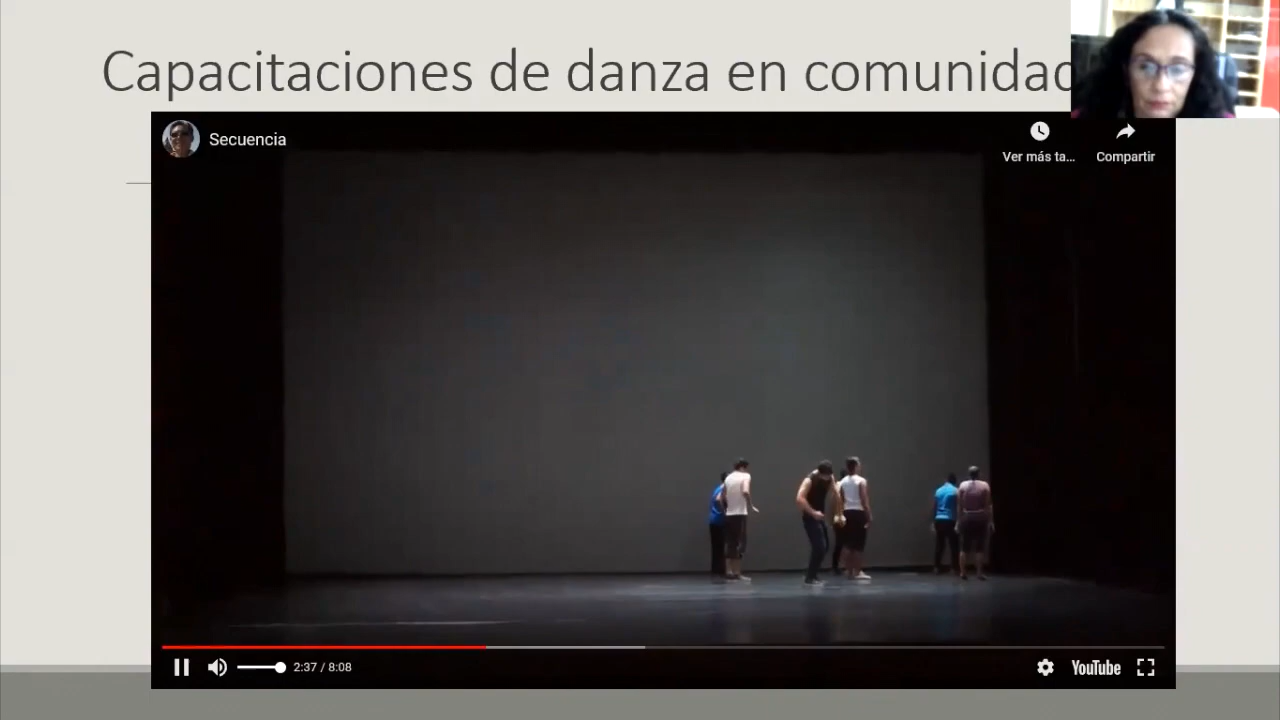 Capacitaciones de danza en comunidad
Secuencia
Ver más ta...
Compartir
2:37 / 8:08
YouTube